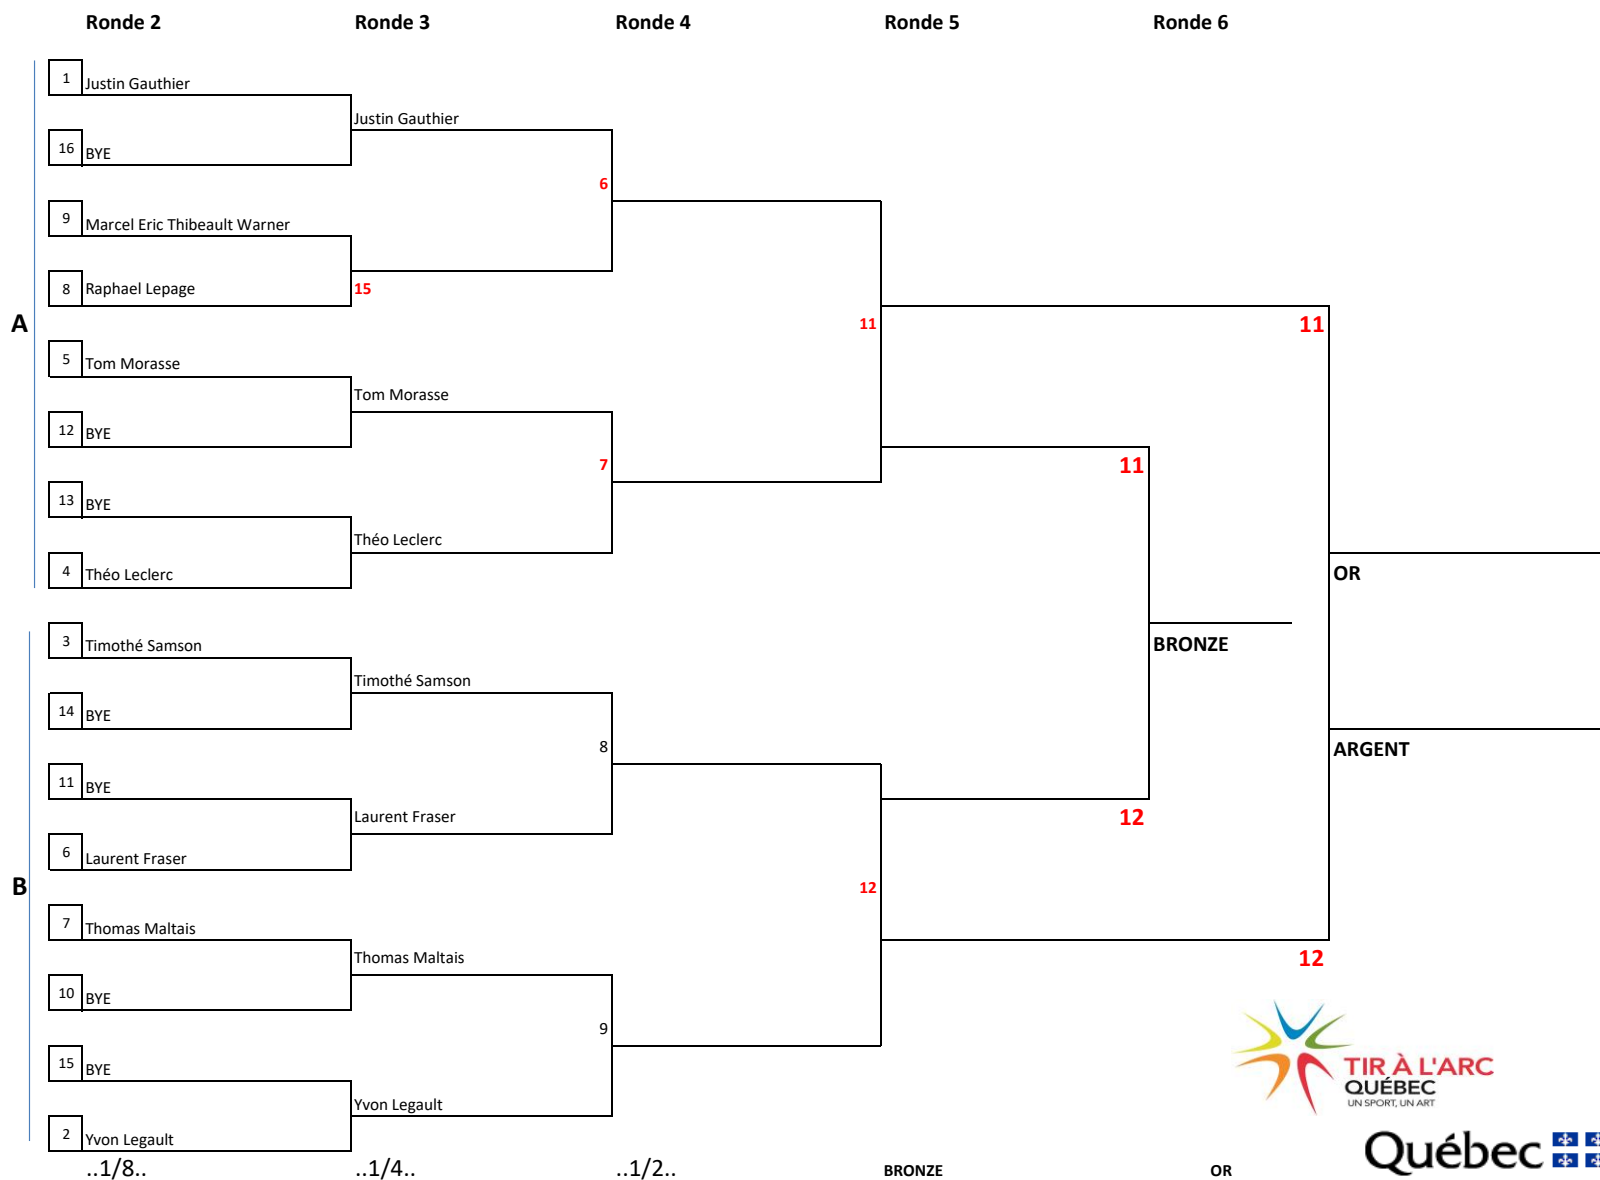 Ronde 2 Ronde 3 Ronde 4 Ronde 5 Ronde 6
1 Justin Gauthier
Justin Gauthier
16 BYE
6
9 Marcel Eric Thibeault Warner
8 Raphael Lepage 15
A 11 11
5 Tom Morasse
Tom Morasse
12 BYE
7 11
13 BYE
Théo Leclerc
4 Théo Leclerc OR
3 Timothé Samson BRONZE
Timothé Samson
14 BYE
8 ARGENT
11 BYE
Laurent Fraser 12
6 Laurent Fraser
B 12
7 Thomas Maltais
Thomas Maltais 12
10 BYE
9
15 BYE TIR À L'ARC
QUÉBEC
Yvon Legault UN SPORT, UN ART
2 Yvon Legault
Québec
..1/8.. ..1/4.. ..1/2.. BRONZE OR